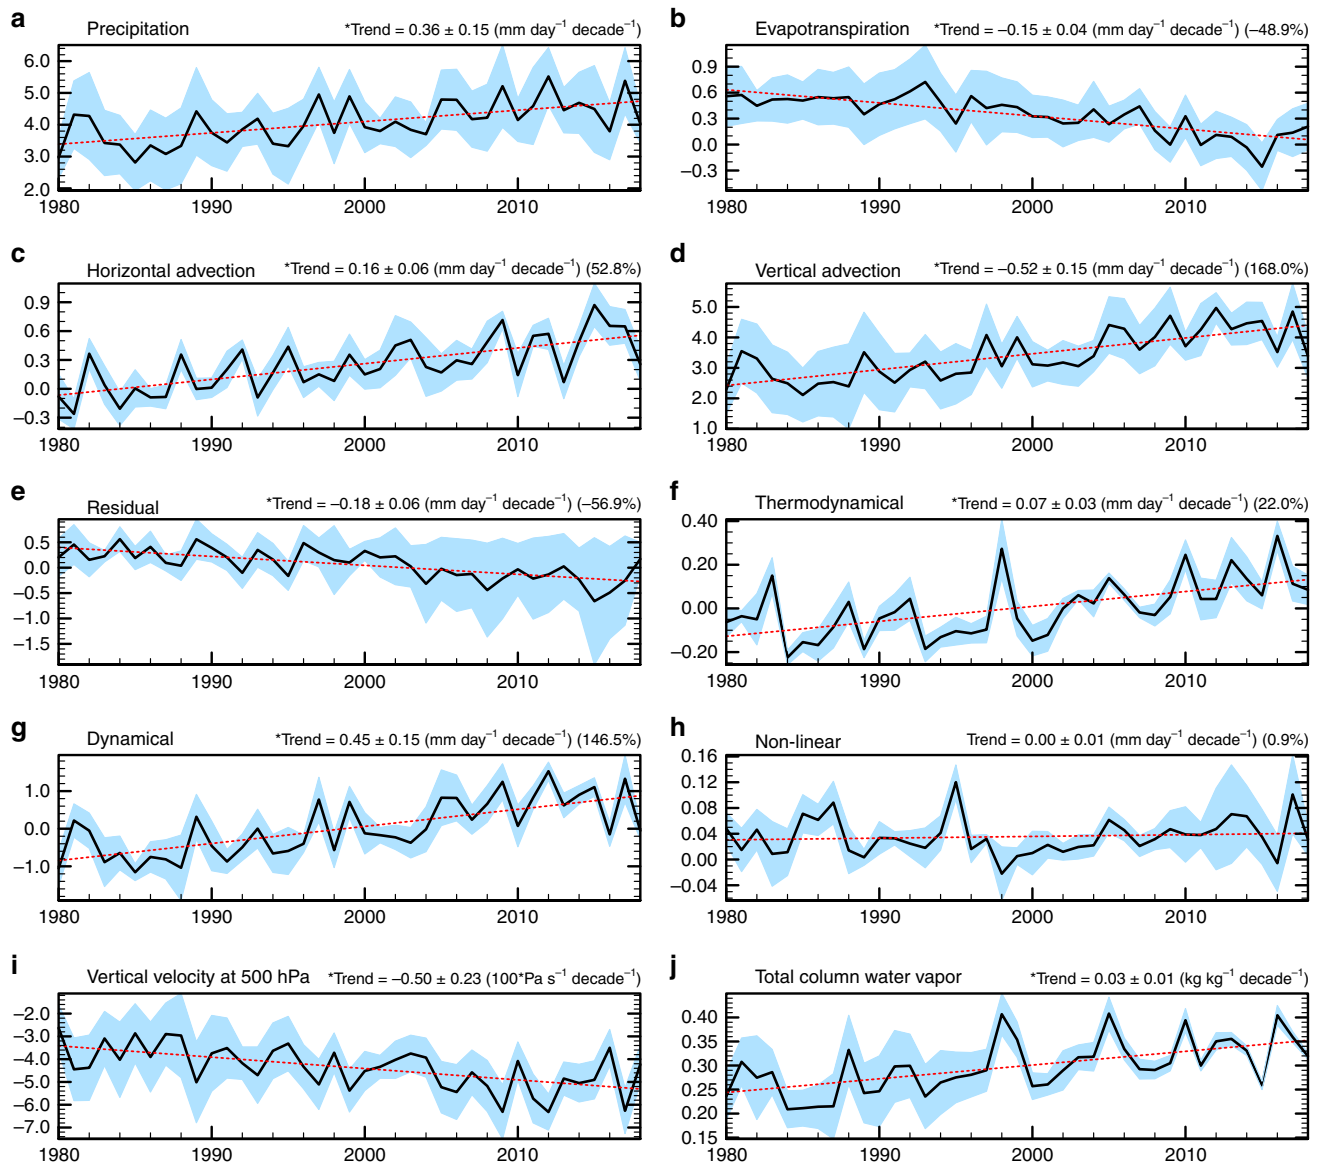 a Precipitation *Trend = 0.36 ± 0.15 (mm day⁻¹ decade⁻¹)
6.0
5.0
4.0
3.0
2.0
1980 1990 2000 2010
b Evapotranspiration *Trend = –0.15 ± 0.04 (mm day⁻¹ decade⁻¹) (–48.9%)
0.9
0.6
0.3
0.0
–0.3
1980 1990 2000 2010
c Horizontal advection *Trend = 0.16 ± 0.06 (mm day⁻¹ decade⁻¹) (52.8%)
0.9
0.6
0.3
0.0
–0.3
1980 1990 2000 2010
d Vertical advection *Trend = –0.52 ± 0.15 (mm day⁻¹ decade⁻¹) (168.0%)
5.0
4.0
3.0
2.0
1.0
1980 1990 2000 2010
e Residual *Trend = –0.18 ± 0.06 (mm day⁻¹ decade⁻¹) (–56.9%)
0.5
0.0
–0.5
–1.0
–1.5
1980 1990 2000 2010
f Thermodynamical *Trend = 0.07 ± 0.03 (mm day⁻¹ decade⁻¹) (22.0%)
0.40
0.20
0.00
–0.20
1980 1990 2000 2010
g Dynamical *Trend = 0.45 ± 0.15 (mm day⁻¹ decade⁻¹) (146.5%)
1.0
0.0
–1.0
1980 1990 2000 2010
h Non-linear Trend = 0.00 ± 0.01 (mm day⁻¹ decade⁻¹) (0.9%)
0.16
0.12
0.08
0.04
0.00
–0.04
1980 1990 2000 2010
i Vertical velocity at 500 hPa *Trend = –0.50 ± 0.23 (100*Pa s⁻¹ decade⁻¹)
–2.0
–3.0
–4.0
–5.0
–6.0
–7.0
1980 1990 2000 2010
j Total column water vapor *Trend = 0.03 ± 0.01 (kg kg⁻¹ decade⁻¹)
0.40
0.35
0.30
0.25
0.20
0.15
1980 1990 2000 2010